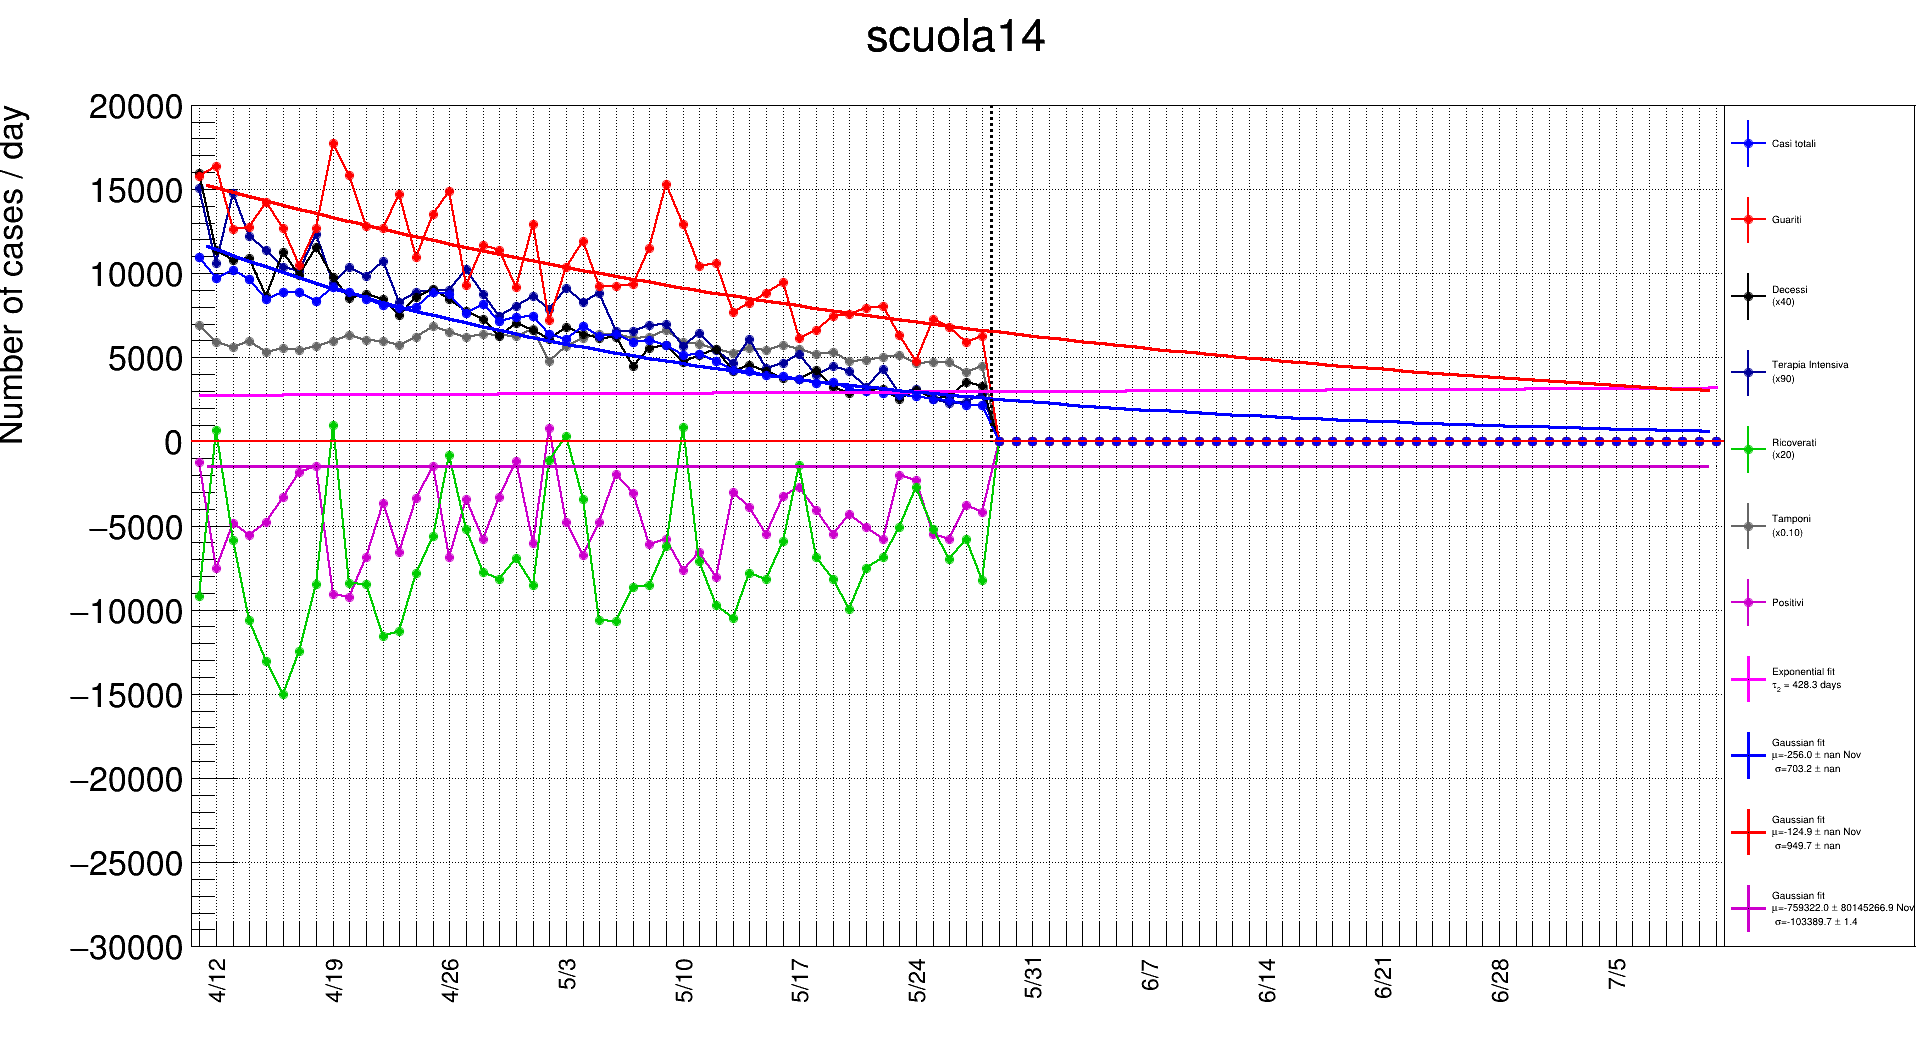 scuola14
Number of cases / day
20000
15000
10000
5000
0
−5000
−10000
−15000
−20000
−25000
−30000
4/12
4/19
4/26
5/3
5/10
5/17
5/24
5/31
6/7
6/14
6/21
6/28
7/5
Casi totali
Guariti
Decessi
(x40)
Terapia Intensiva
(x90)
Ricoverati
(x20)
Tamponi
(x0.10)
Positivi
Exponential fit
τ2 = 428.3 days
Gaussian fit
μ=-256.0 ± nan Nov
σ=703.2 ± nan
Gaussian fit
μ=-124.9 ± nan Nov
σ=949.7 ± nan
Gaussian fit
μ=-759322.0 ± 80145266.9 Nov
σ=-103389.7 ± 1.4